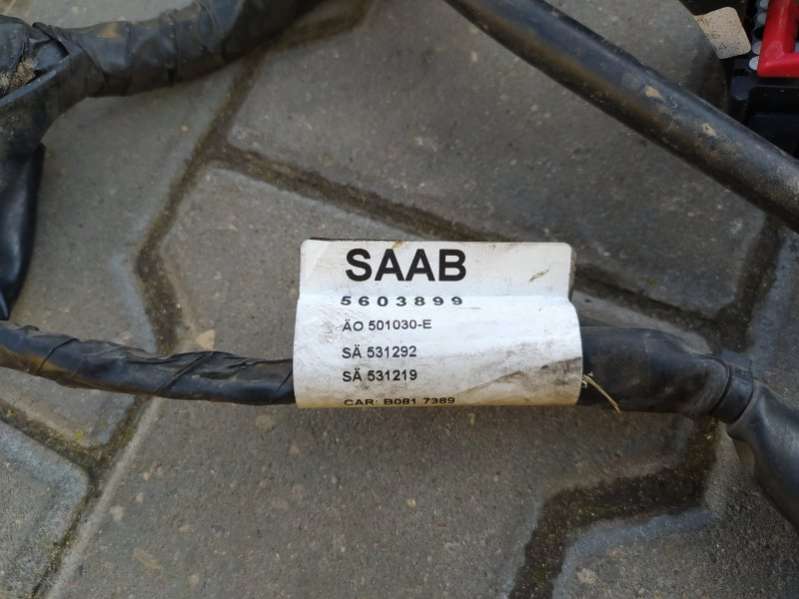 SAAB
5603899
ÄO 501030-E
SÄ 531292
SÄ 531219
CAR: B081 7389